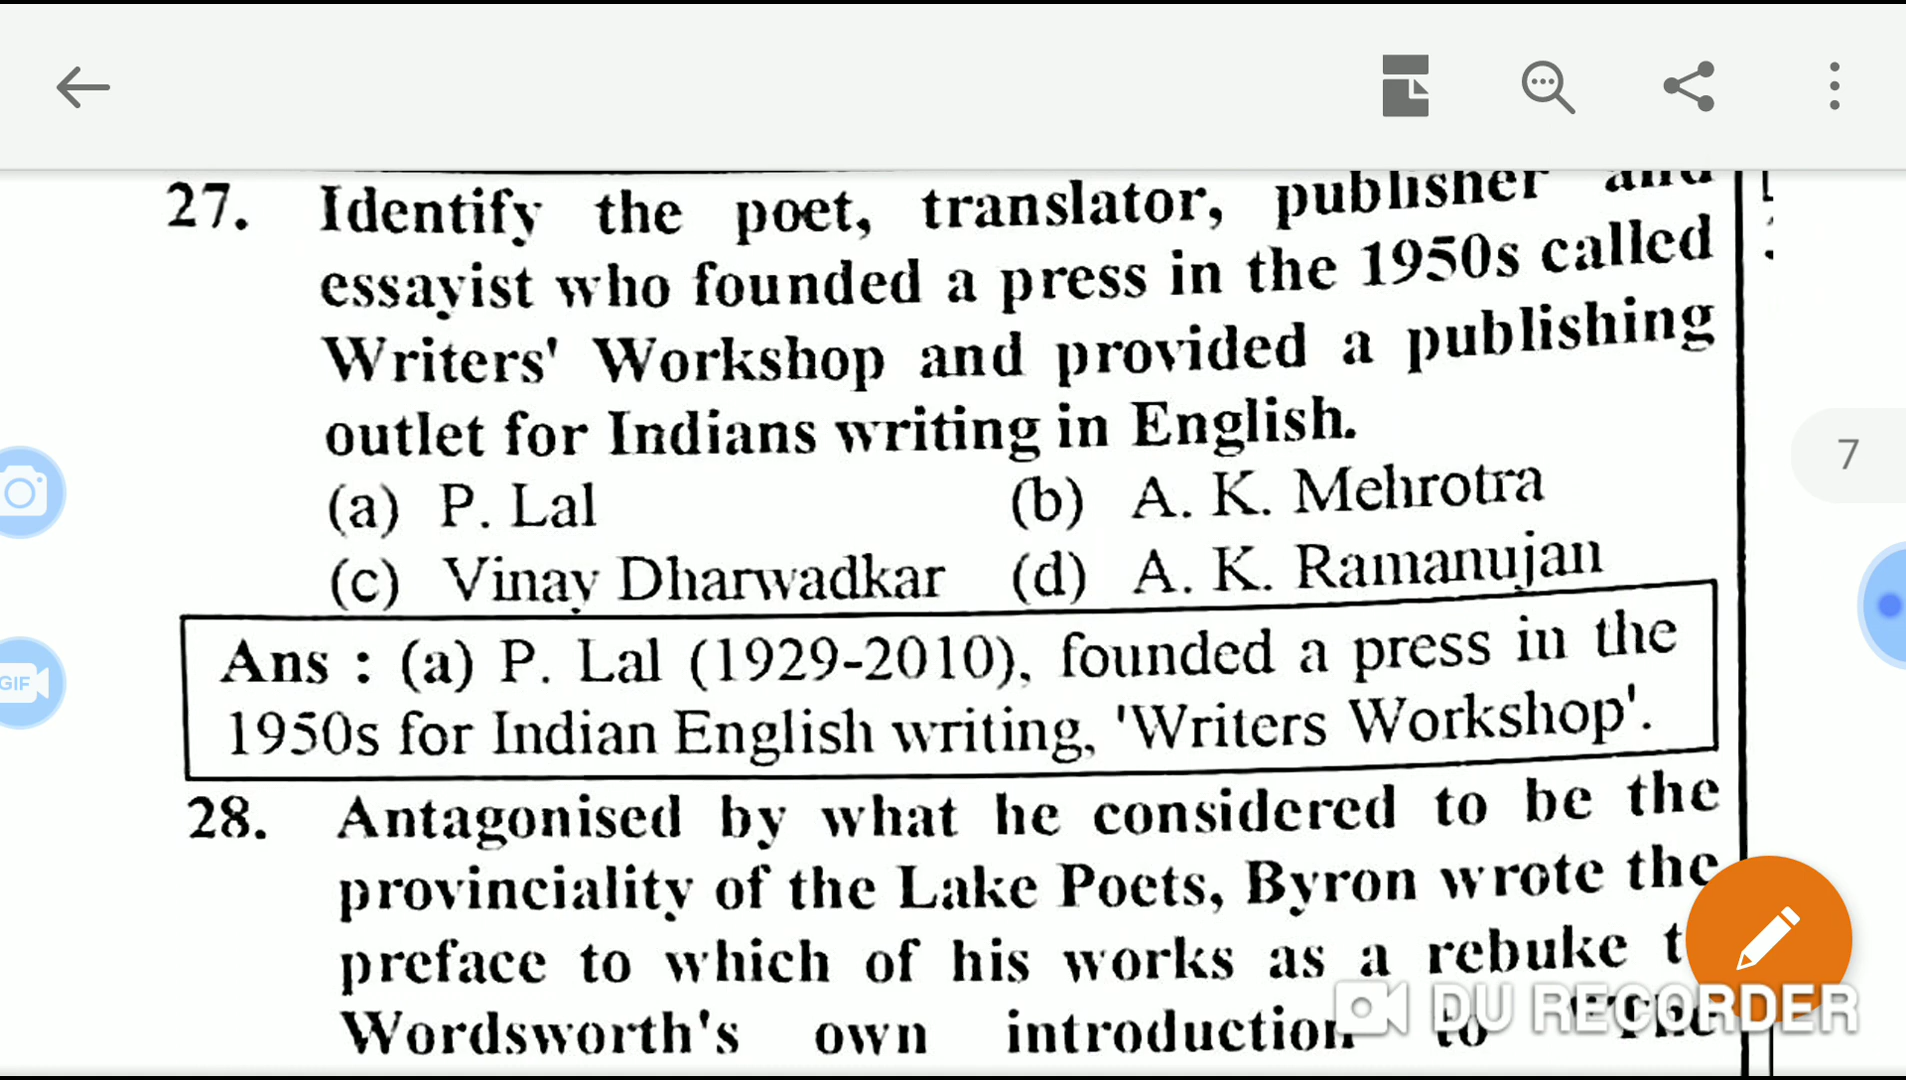 27. Identify the poet, translator, publisher and
essayist who founded a press in the 1950s called
Writers' Workshop and provided a publishing
outlet for Indians writing in English.
(a) P. Lal (b) A. K. Mehrotra
(c) Vinay Dharwadkar (d) A. K. Ramanujan
Ans : (a) P. Lal (1929-2010), founded a press in the
1950s for Indian English writing, 'Writers Workshop'.
28. Antagonised by what he considered to be the
provinciality of the Lake Poets, Byron wrote the
preface to which of his works as a rebuke
Wordsworth's own introduction to "The
7
GIF
DU RECORDER